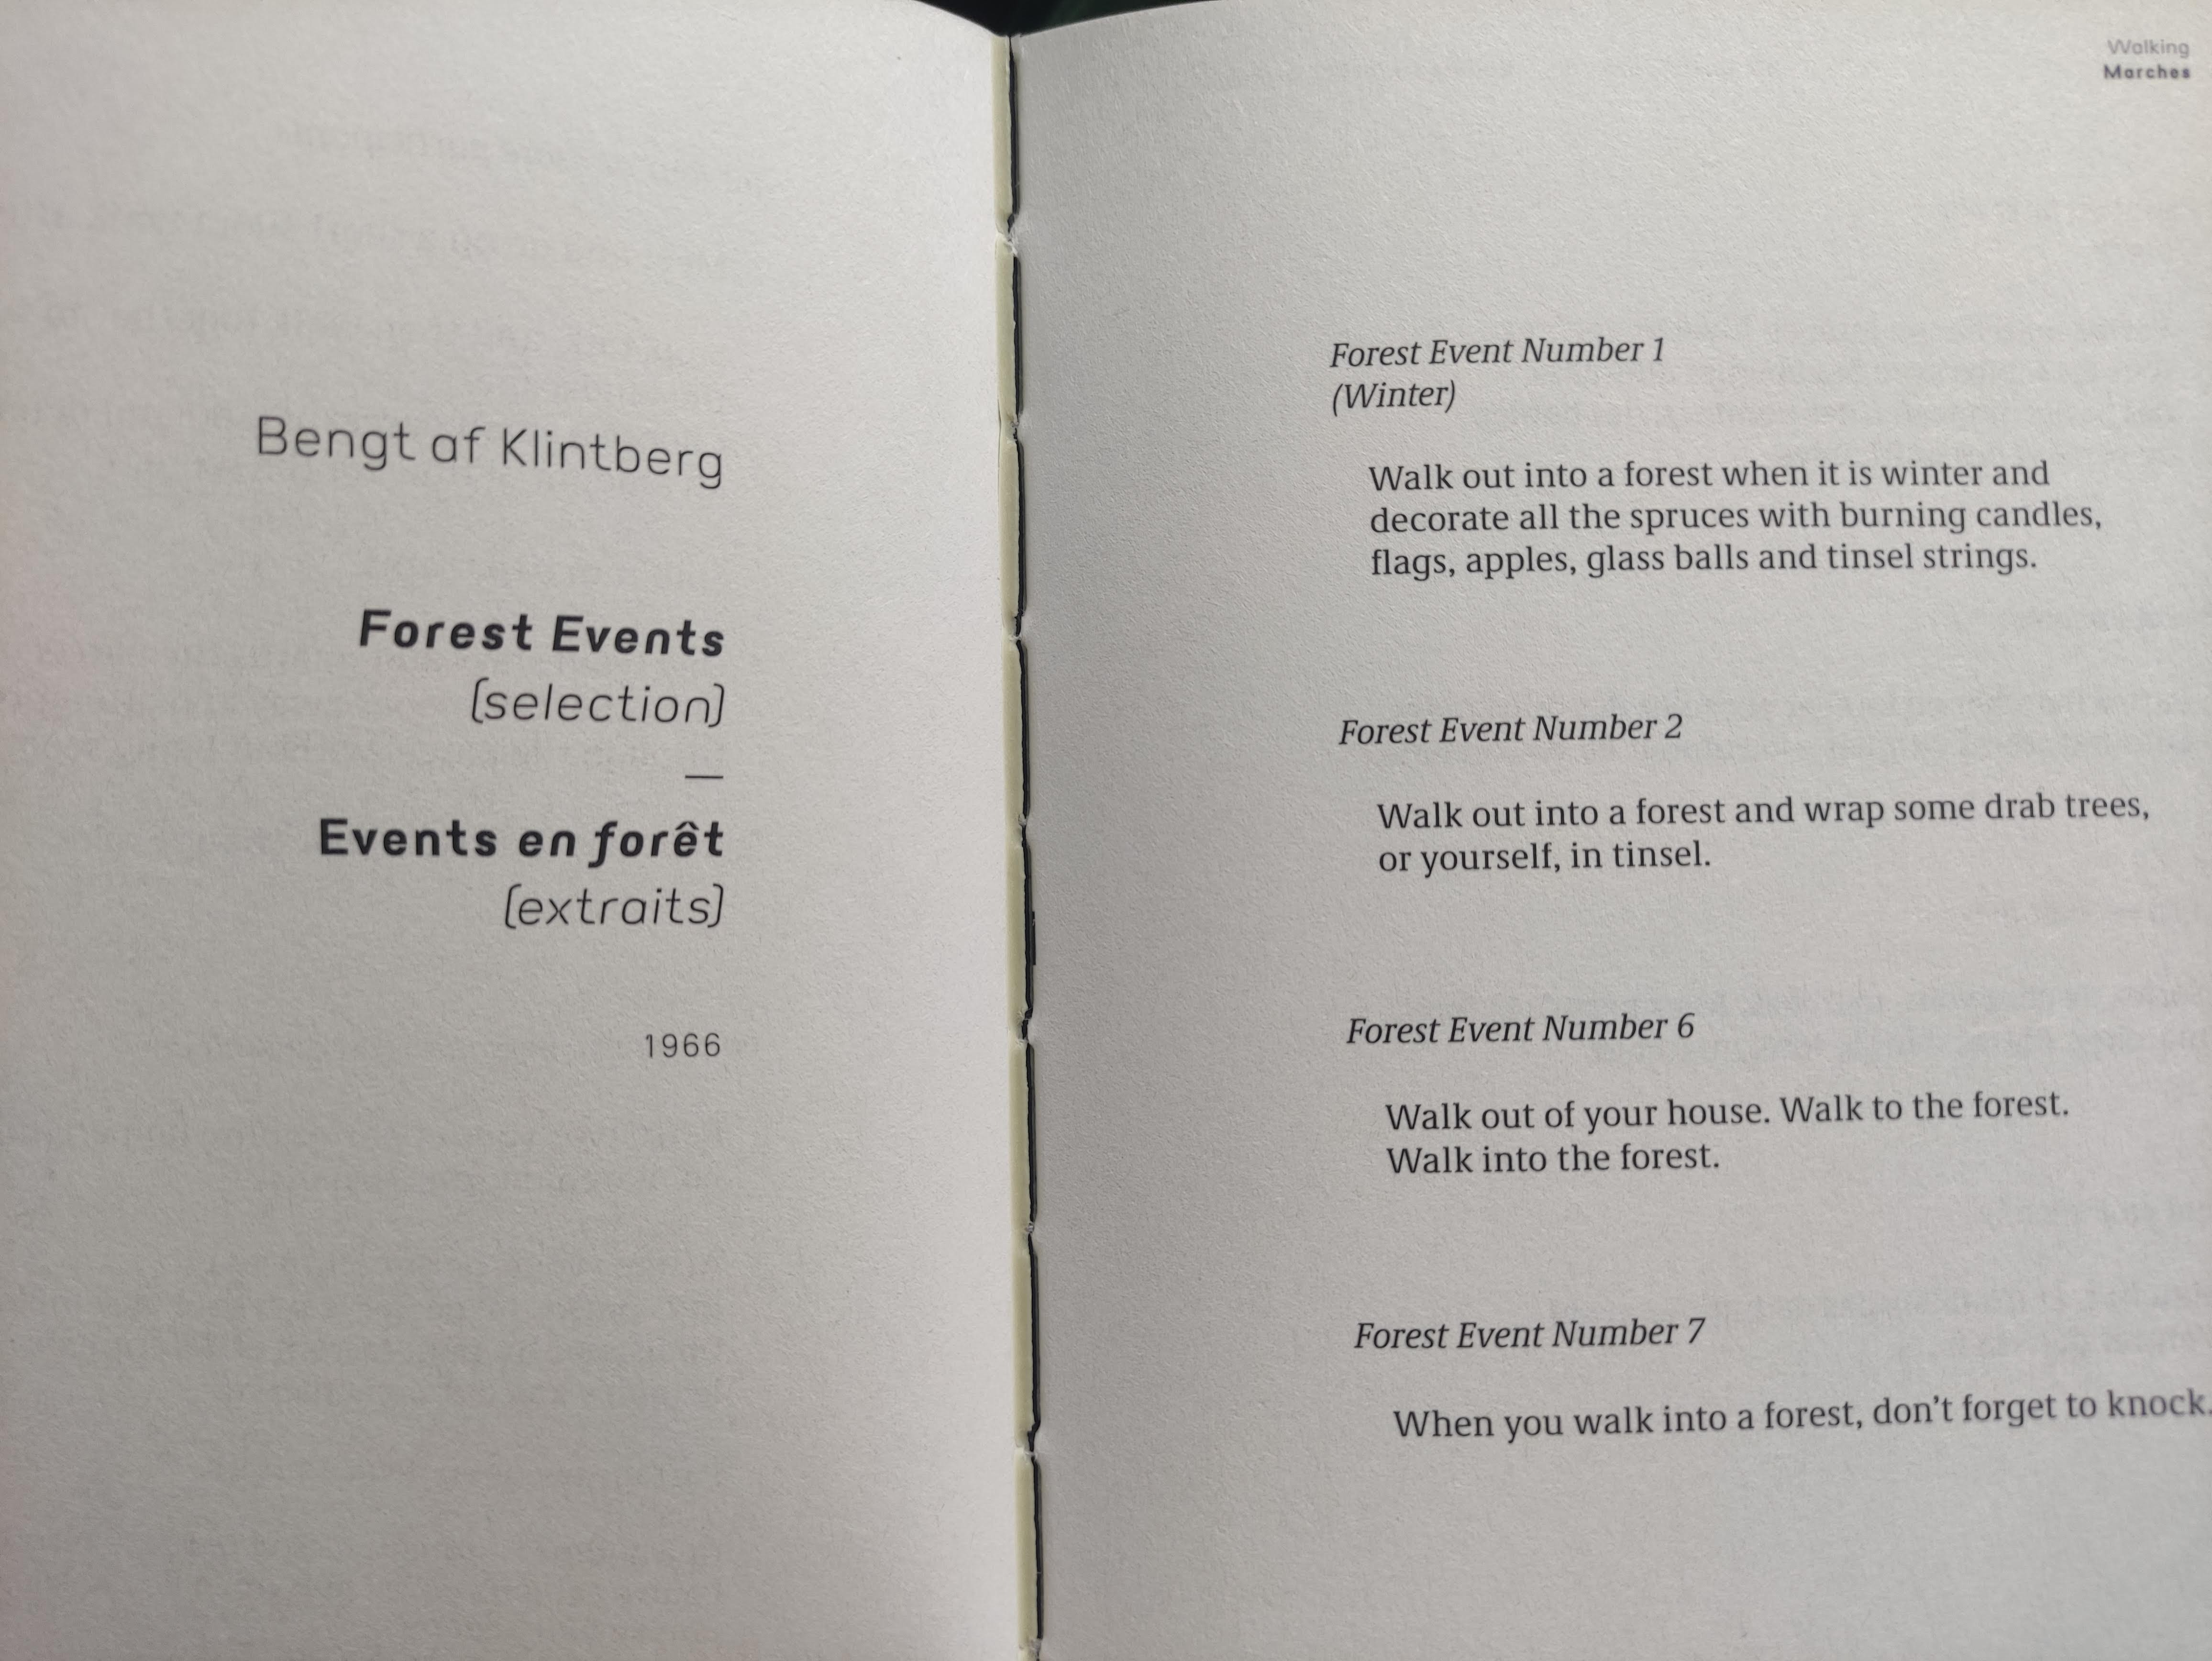 Bengt af Klintberg
Forest Events
(selection)
—
Events en forêt
(extraits)
1966
Walking
Marches
Forest Event Number 1
(Winter)
Walk out into a forest when it is winter and
decorate all the spruces with burning candles,
flags, apples, glass balls and tinsel strings.
Forest Event Number 2
Walk out into a forest and wrap some drab trees,
or yourself, in tinsel.
Forest Event Number 6
Walk out of your house. Walk to the forest.
Walk into the forest.
Forest Event Number 7
When you walk into a forest, don’t forget to knock.